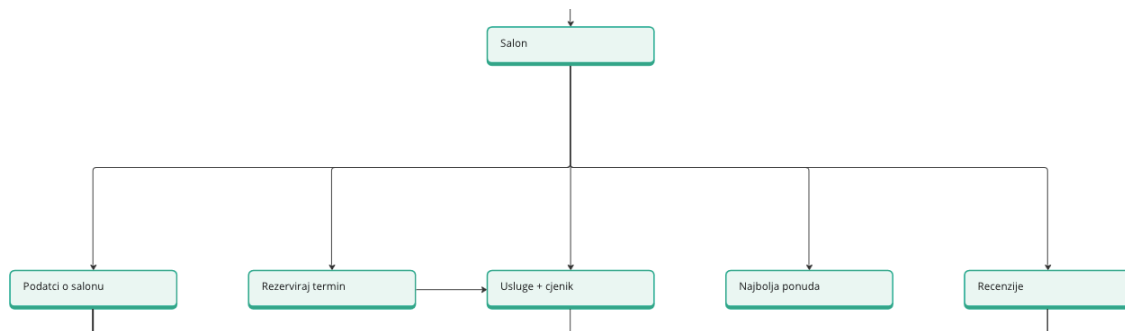 Salon
Podatci o salonu
Rezerviraj termin
Usluge + cjenik
Najbolja ponuda
Recenzije